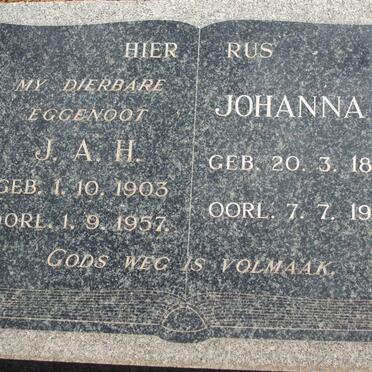 HIER RUS
MY DIERBARE
EGGENOOT
J. A. H.
GEB. 1. 10. 1903
OORL. 1. 9. 1957.
JOHANNA
GEB. 20. 3. 18
OORL. 7. 7. 19
GODS WEG IS VOLMAAK.